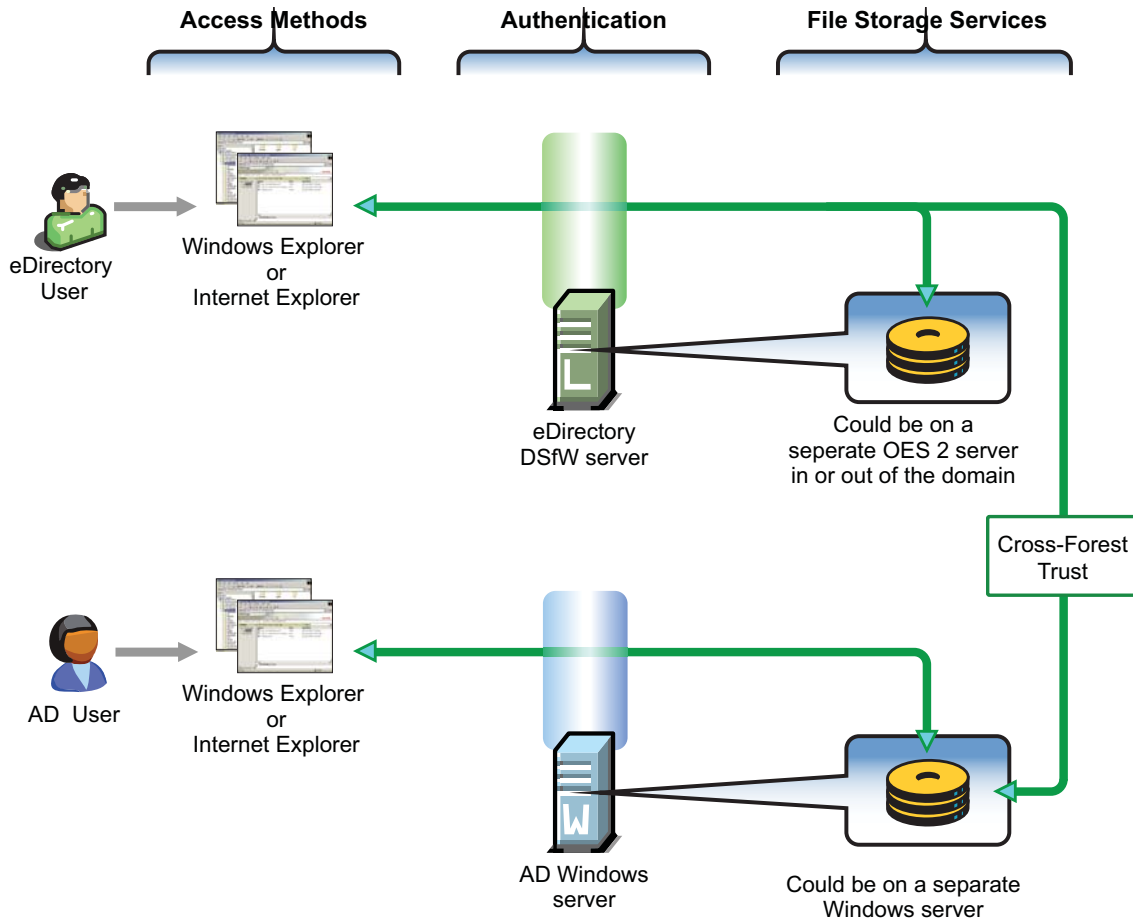 Access Methods
Authentication
File Storage Services
eDirectory
User
Windows Explorer
or
Internet Explorer
L
eDirectory
DSfW server
Could be on a
seperate OES 2 server
in or out of the domain
Cross-Forest
Trust
AD User
Windows Explorer
or
Internet Explorer
W
AD Windows
server
Could be on a separate
Windows server